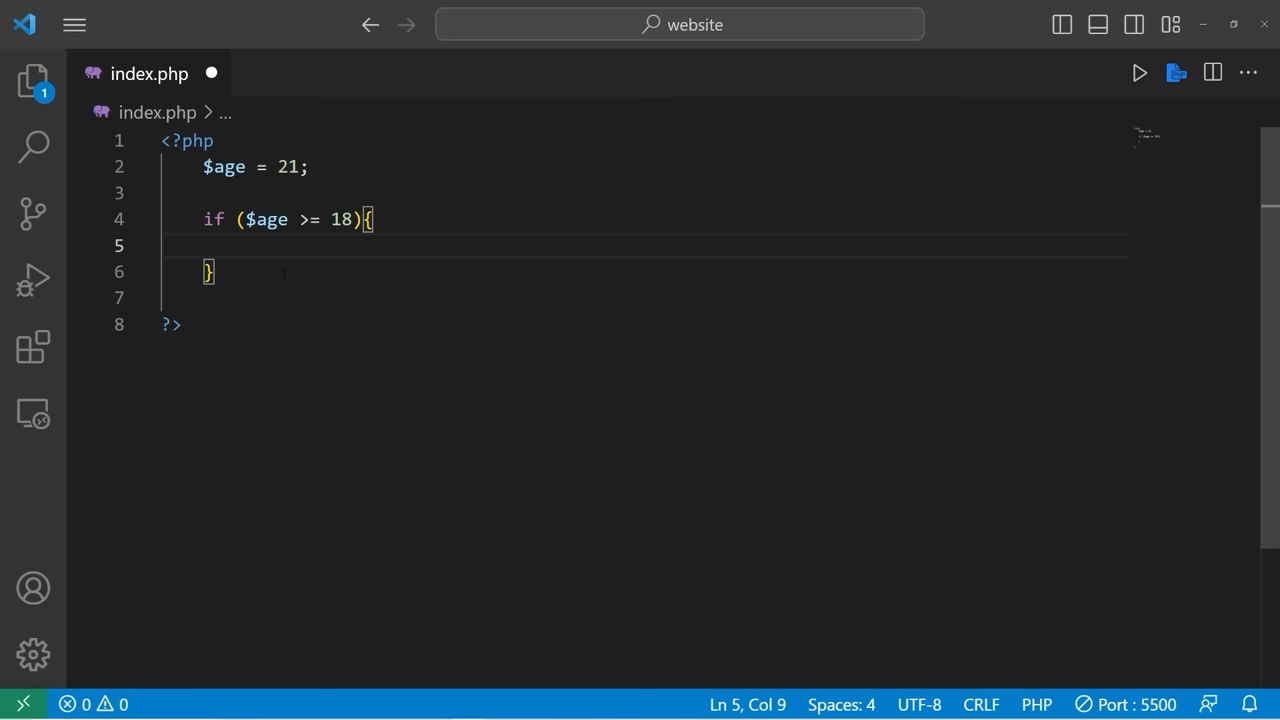 website
index.php
1
index.php > ...
1 <?php
2     $age = 21;
3
4     if ($age >= 18){
5
6     }
7
8 ?>
0 0 Ln 5, Col 9 Spaces: 4 UTF-8 CRLF PHP Port : 5500